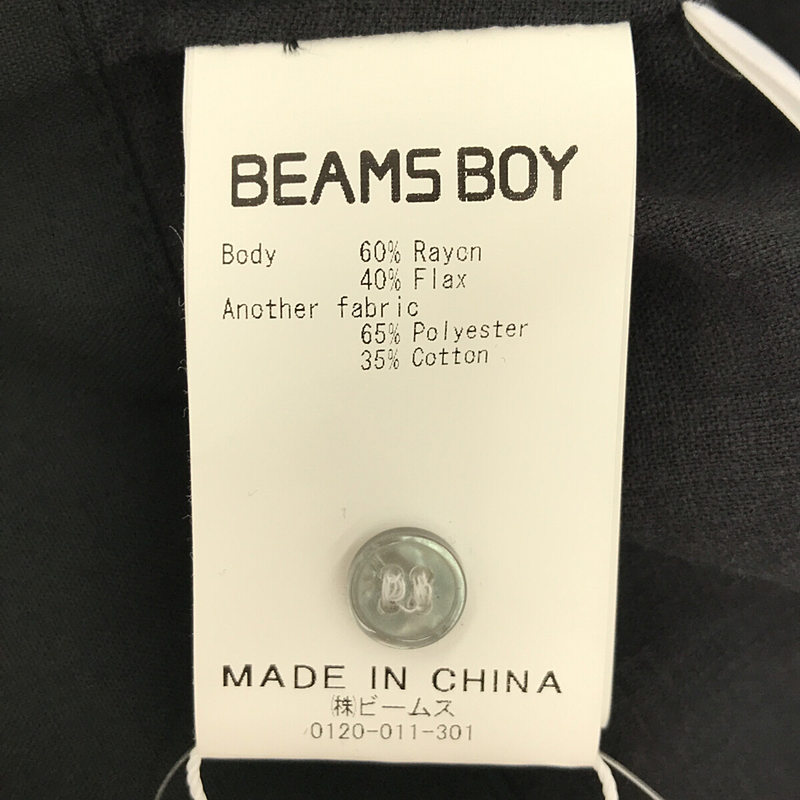 BEAMS BOY
Body 60% Rayon
40% Flax
Another fabric
65% Polyester
35% Cotton
MADE IN CHINA
㈱ビームス
0120-011-301